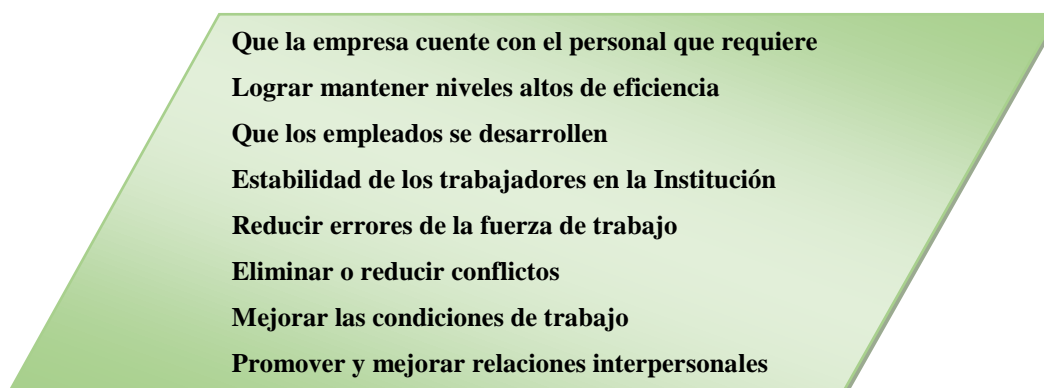 Que la empresa cuente con el personal que requiere
Lograr mantener niveles altos de eficiencia
Que los empleados se desarrollen
Estabilidad de los trabajadores en la Institución
Reducir errores de la fuerza de trabajo
Eliminar o reducir conflictos
Mejorar las condiciones de trabajo
Promover y mejorar relaciones interpersonales